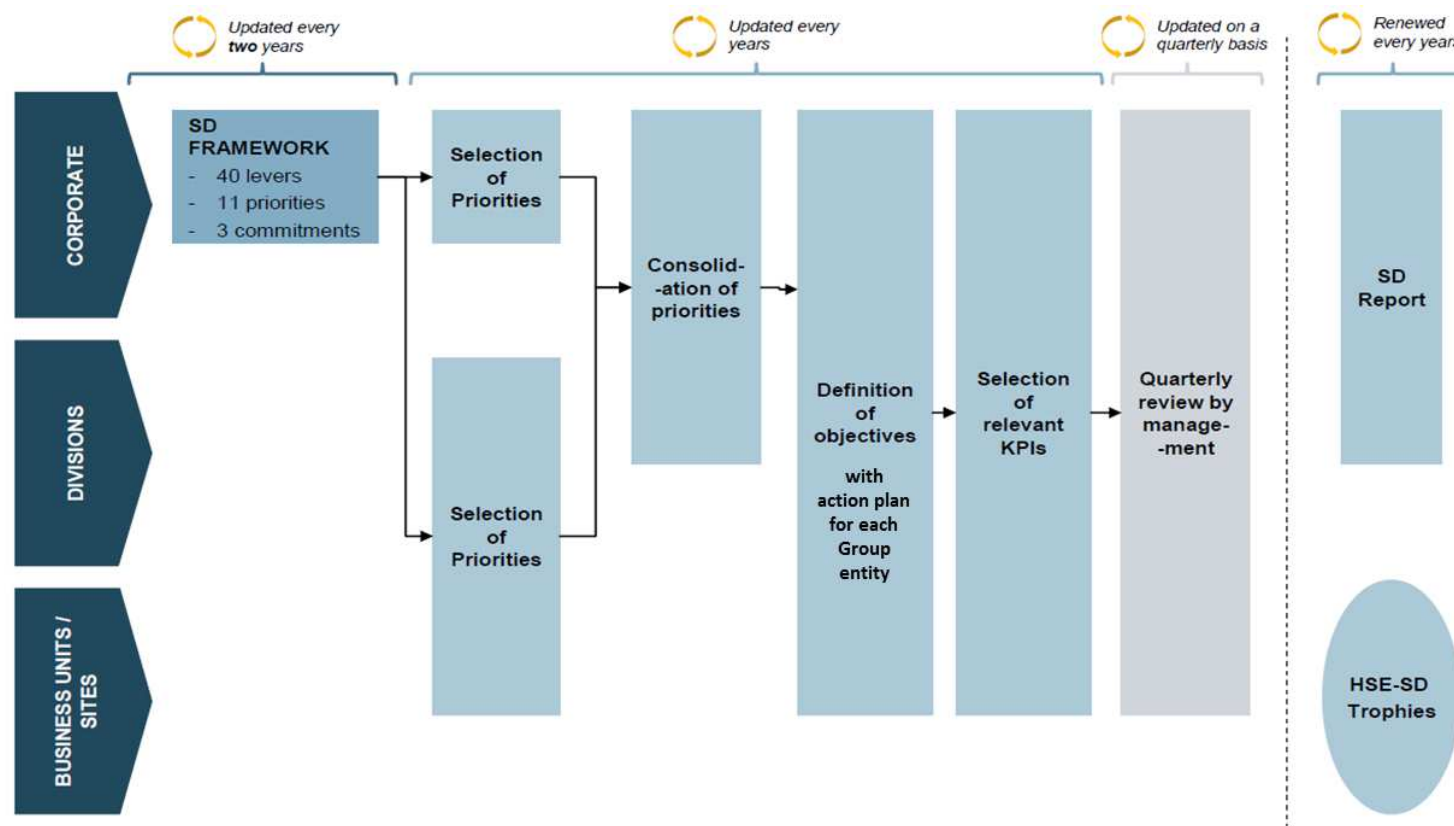 Updated every
two years
Updated every
years
Updated on a
quarterly basis
Renewed
every years
CORPORATE
DIVISIONS
BUSINESS UNITS /
SITES
SD
FRAMEWORK
- 40 levers
- 11 priorities
- 3 commitments
Selection
of
Priorities
Selection
of
Priorities
Consolid-
-ation of
priorities
Definition
of
objectives
with
action plan
for each
Group
entity
Selection
of
relevant
KPIs
Quarterly
review by
manage-
-ment
SD
Report
HSE-SD
Trophies